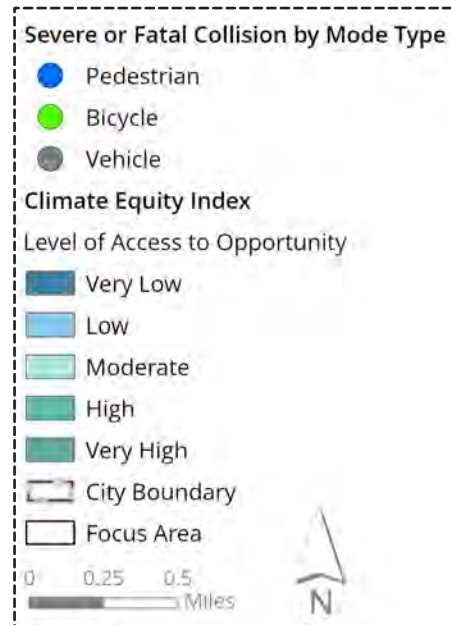 Severe or Fatal Collision by Mode Type
Pedestrian
Bicycle
Vehicle
Climate Equity Index
Level of Access to Opportunity
Very Low
Low
Moderate
High
Very High
City Boundary
Focus Area
0 0.25 0.5
Miles
N